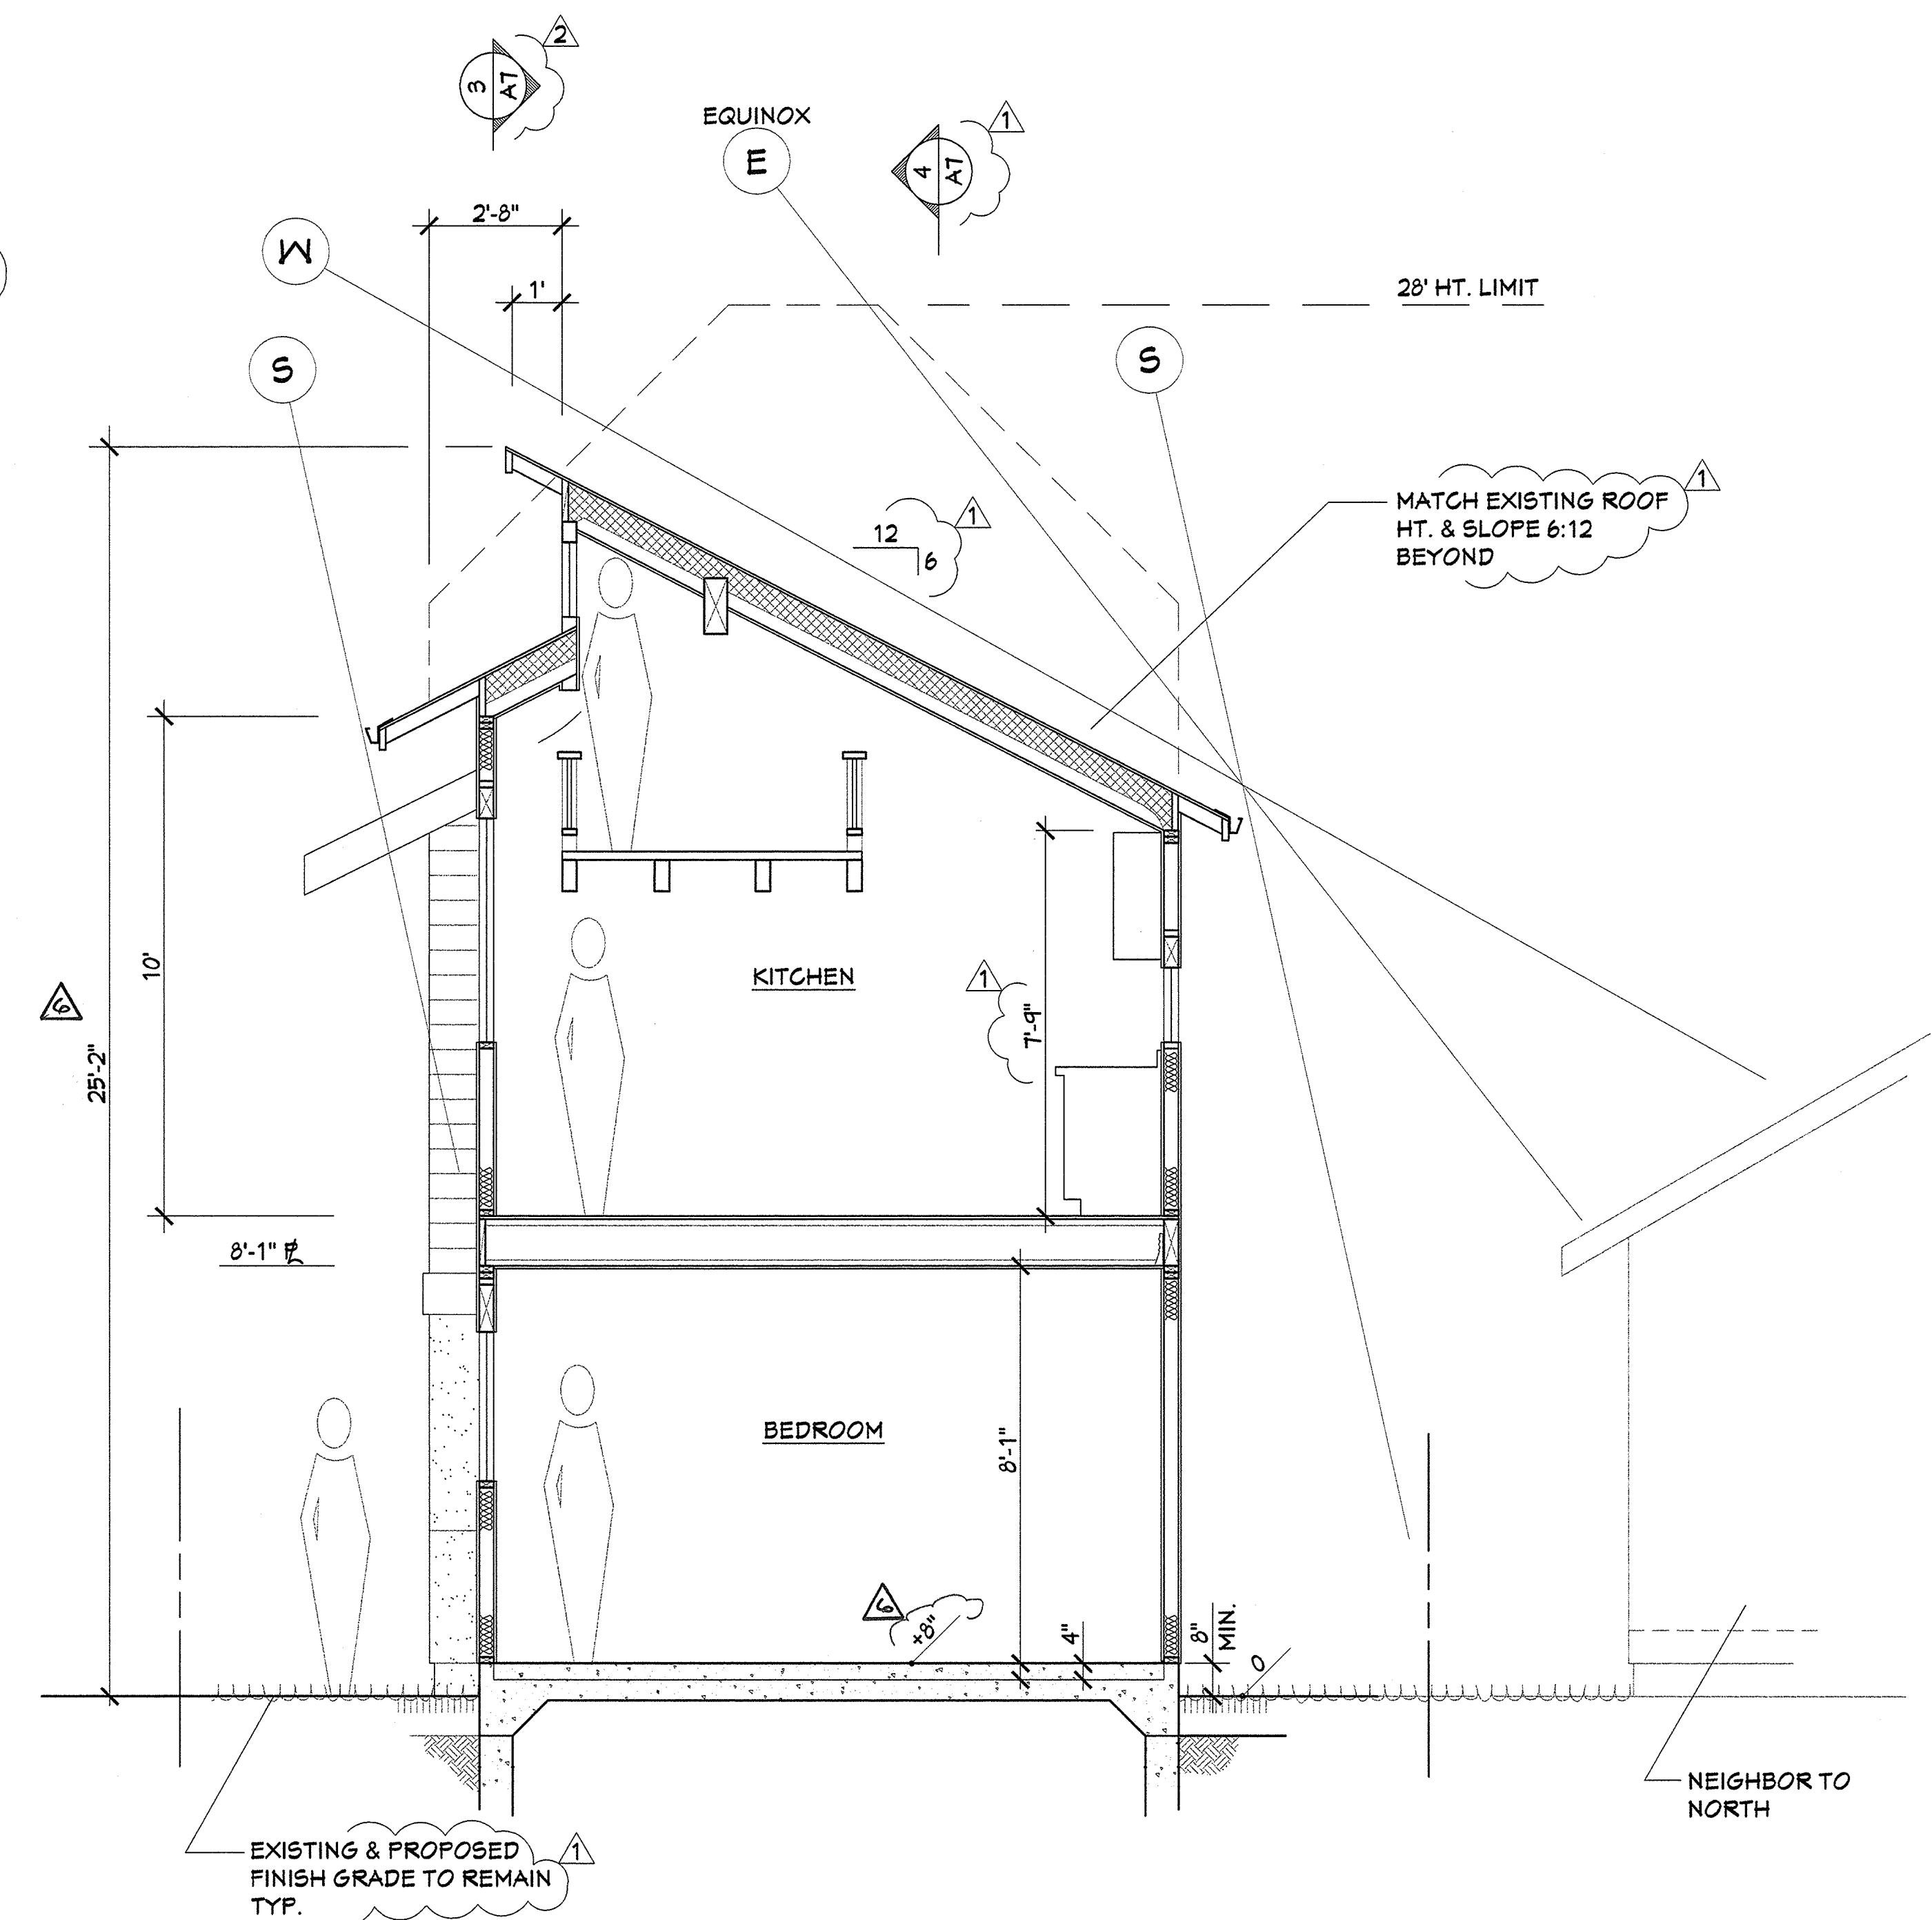 2
3
A7
EQUINOX
E
1
4
A7
2'-8"
W
1'
28' HT. LIMIT
S
S
1
MATCH EXISTING ROOF
HT. & SLOPE 6:12
BEYOND
1
12
6
10'
KITCHEN
1
7'-9"
6
25'-2"
8'-1" PL
BEDROOM
8'-1"
6
+8"
4"
8"
MIN.
0
NEIGHBOR TO
NORTH
EXISTING & PROPOSED
FINISH GRADE TO REMAIN
TYP.
1